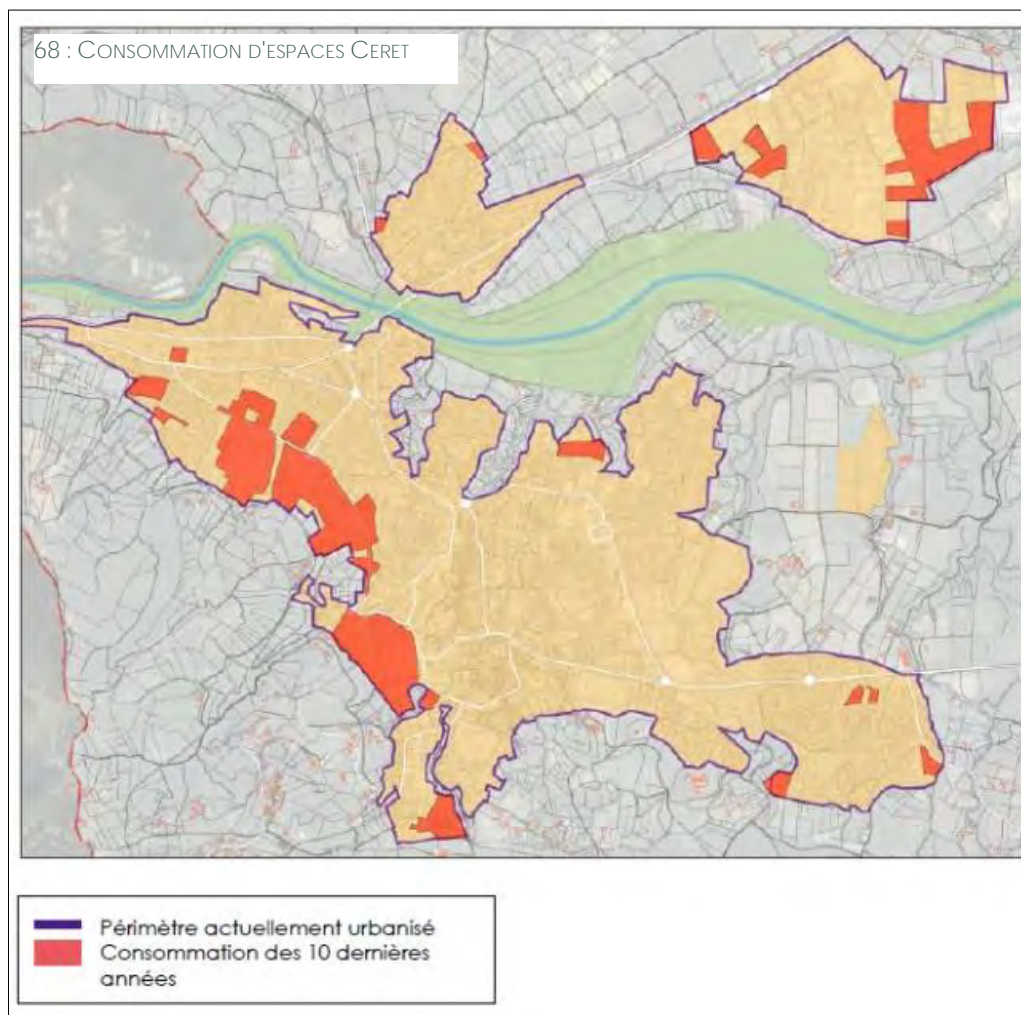 68 : CONSOMMATION D'ESPACES CERET
Périmètre actuellement urbanisé
Consommation des 10 dernières
années